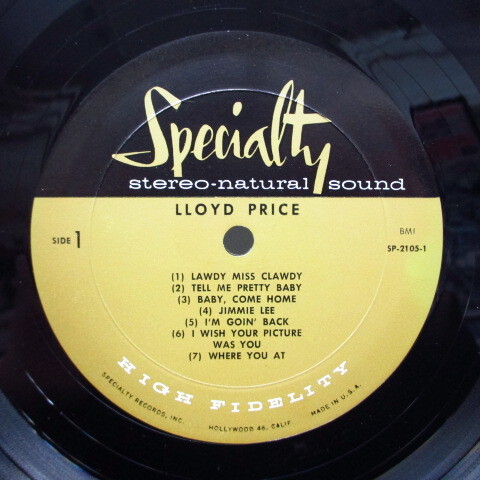 Specialty
stereo-natural sound
LLOYD PRICE
SIDE 1
BMI
SP-2105-1
(1) LAWDY MISS CLAWDY
(2) TELL ME PRETTY BABY
(3) BABY, COME HOME
(4) JIMMIE LEE
(5) I'M GOIN' BACK
(6) I WISH YOUR PICTURE
WAS YOU
(7) WHERE YOU AT
HIGH FIDELITY
SPECIALTY RECORDS, INC.
HOLLYWOOD 46, CALIF.
MADE IN U.S.A.